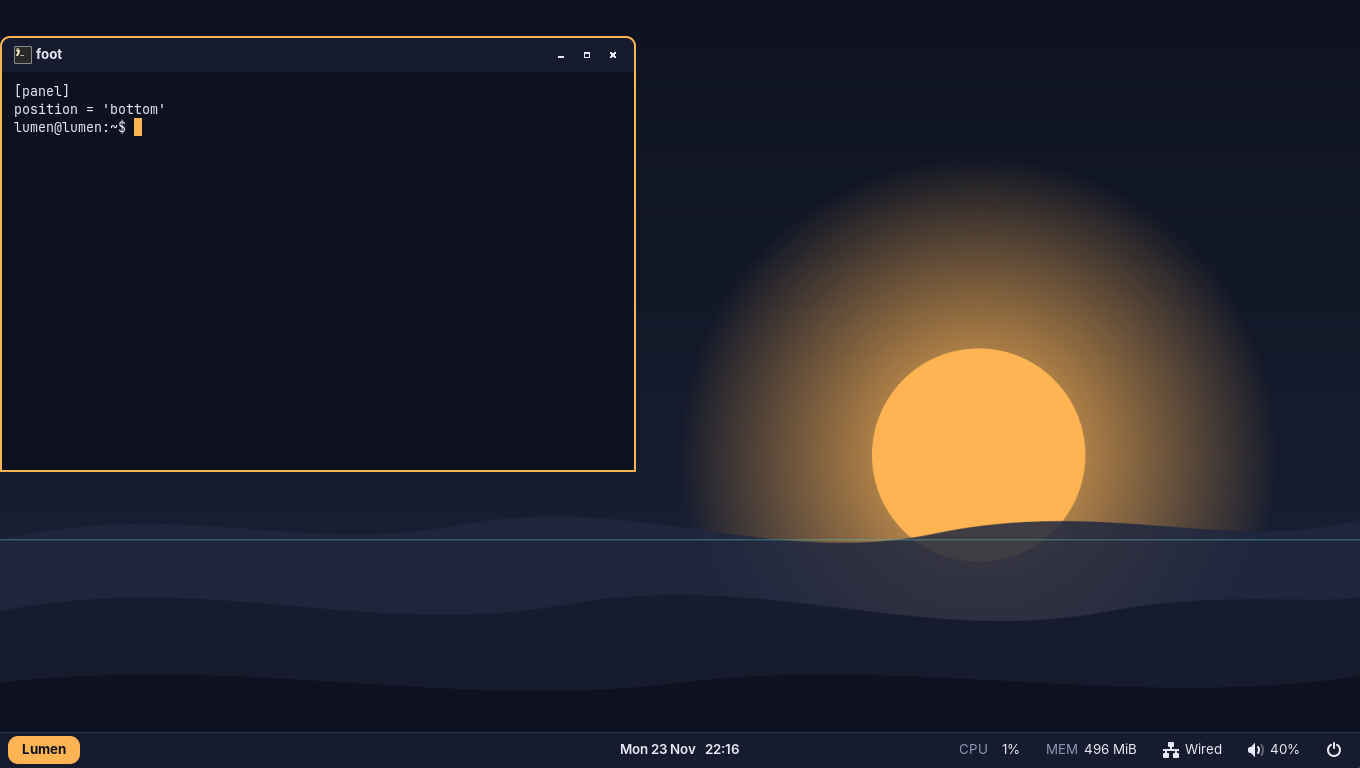 foot
[panel]
position = 'bottom'
lumen@lumen:~$
Lumen
Mon 23 Nov 22:16
CPU 1%
MEM 496 MiB
Wired
40%